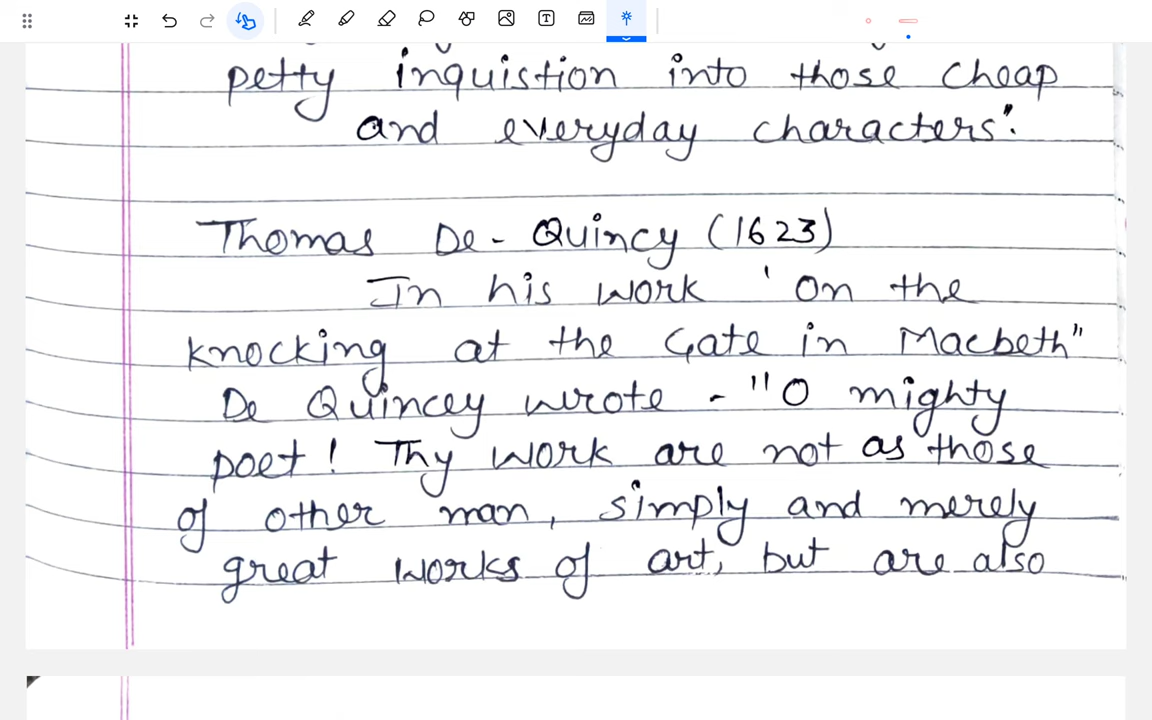 petty inquistion into those cheap
and everyday characters".
Thomas De- Quincy (1623)
In his work 'On the
knocking at the Gate in Macbeth"
De Quincey wrote - "O mighty
poet! Thy work are not as those
of other man, simply and merely
great works of art, but are also